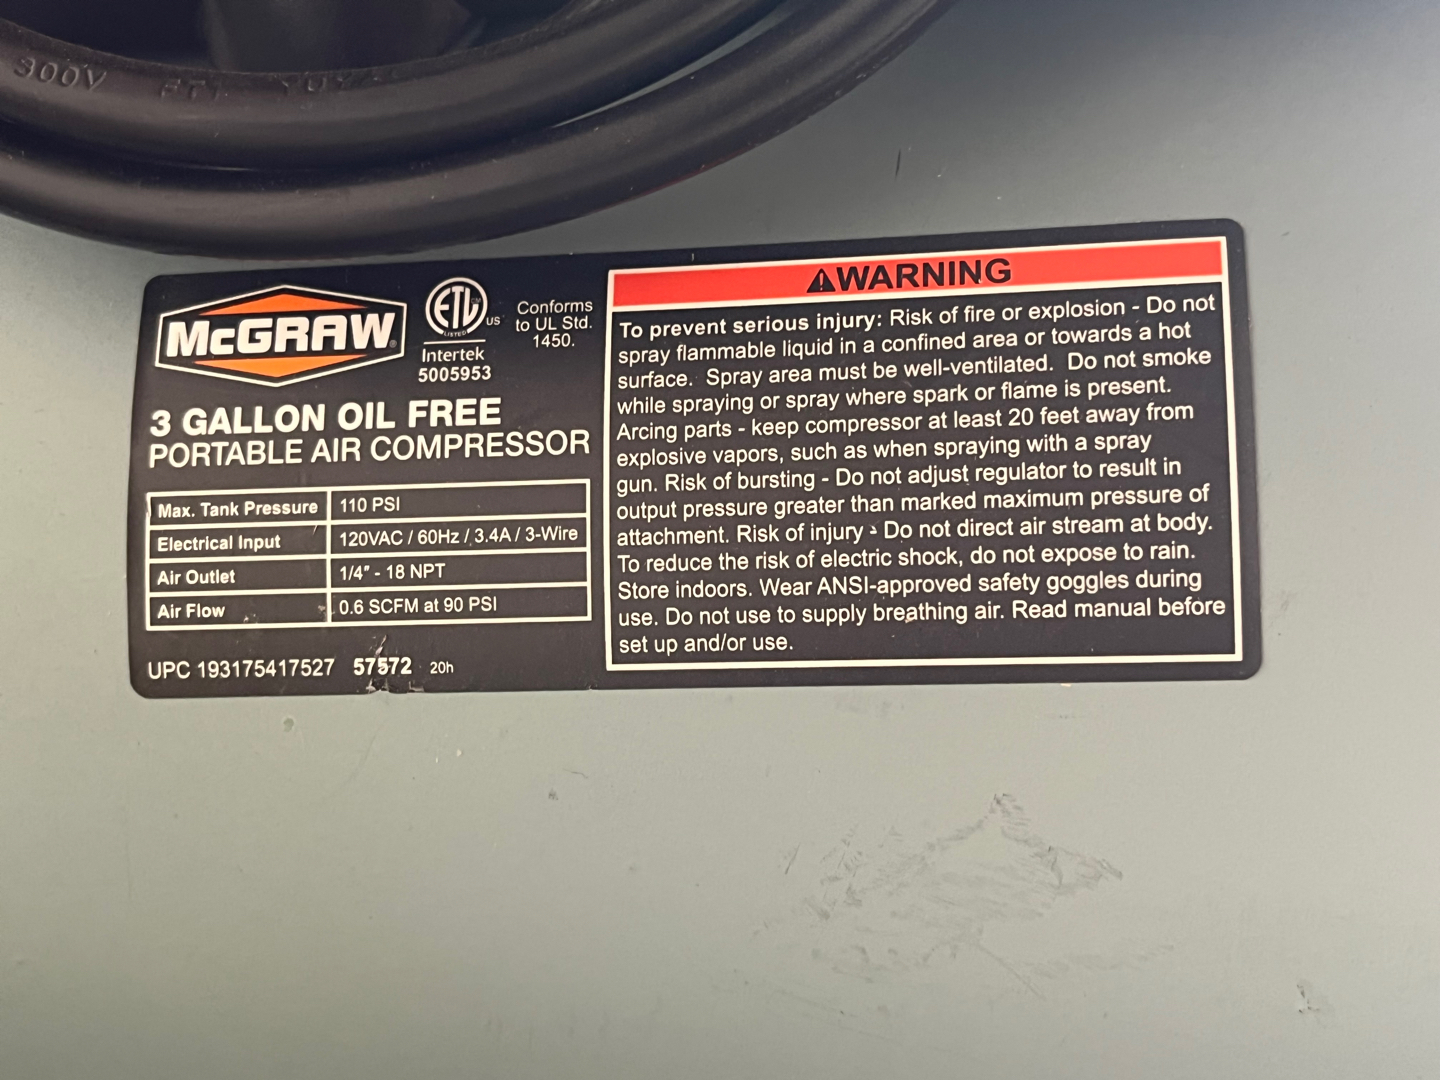 300V
McGRAW®
ETL CM
LISTED
US
Intertek
5005953
Conforms
to UL Std.
1450.
3 GALLON OIL FREE
PORTABLE AIR COMPRESSOR
Max. Tank Pressure 110 PSI
Electrical Input 120VAC / 60Hz / 3.4A / 3-Wire
Air Outlet 1/4" - 18 NPT
Air Flow 0.6 SCFM at 90 PSI
UPC 193175417527 57572 20h
WARNING
To prevent serious injury: Risk of fire or explosion - Do not
spray flammable liquid in a confined area or towards a hot
surface. Spray area must be well-ventilated. Do not smoke
while spraying or spray where spark or flame is present.
Arcing parts - keep compressor at least 20 feet away from
explosive vapors, such as when spraying with a spray
gun. Risk of bursting - Do not adjust regulator to result in
output pressure greater than marked maximum pressure of
attachment. Risk of injury - Do not direct air stream at body.
To reduce the risk of electric shock, do not expose to rain.
Store indoors. Wear ANSI-approved safety goggles during
use. Do not use to supply breathing air. Read manual before
set up and/or use.